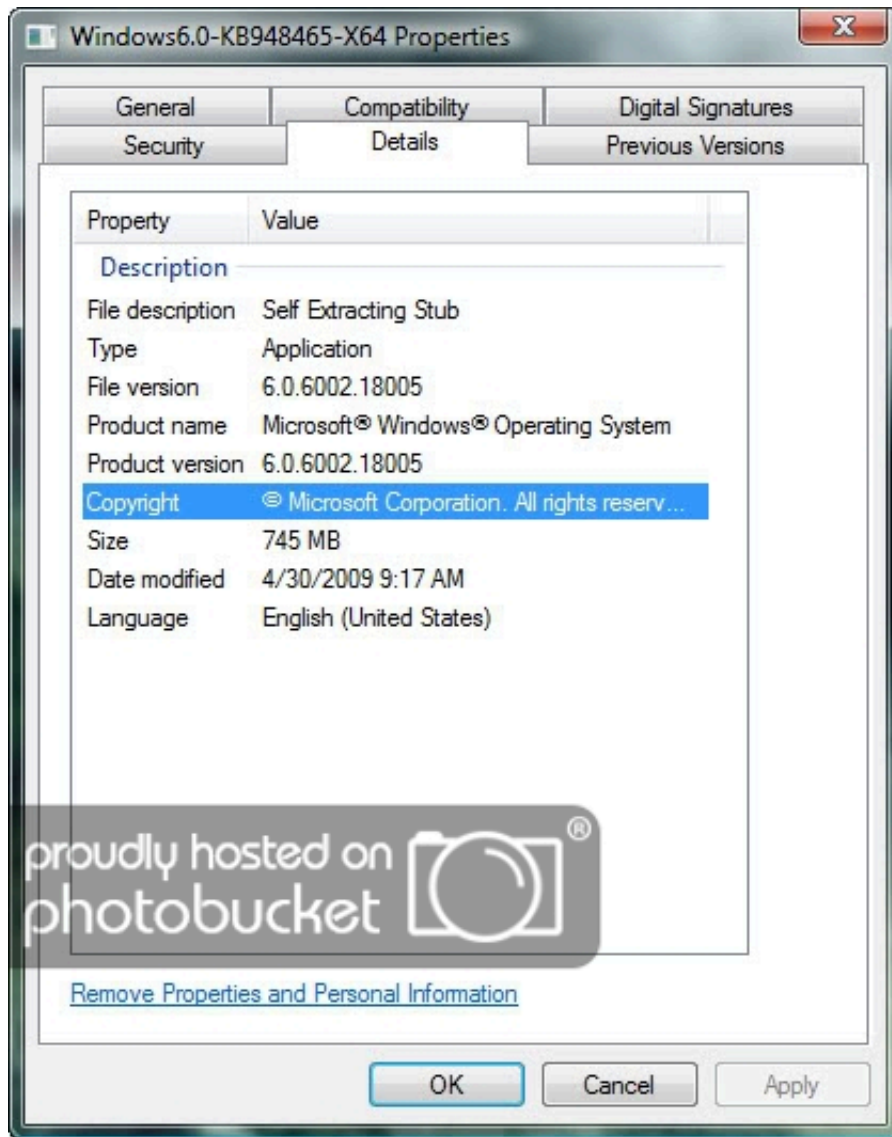 Windows6.0-KB948465-X64 Properties
General Compatibility Digital Signatures
Security Details Previous Versions
Property Value
Description
File description Self Extracting Stub
Type Application
File version 6.0.6002.18005
Product name Microsoft® Windows® Operating System
Product version 6.0.6002.18005
Copyright © Microsoft Corporation. All rights reserv...
Size 745 MB
Date modified 4/30/2009 9:17 AM
Language English (United States)
proudly hosted on
photobucket ®
Remove Properties and Personal Information
OK Cancel Apply